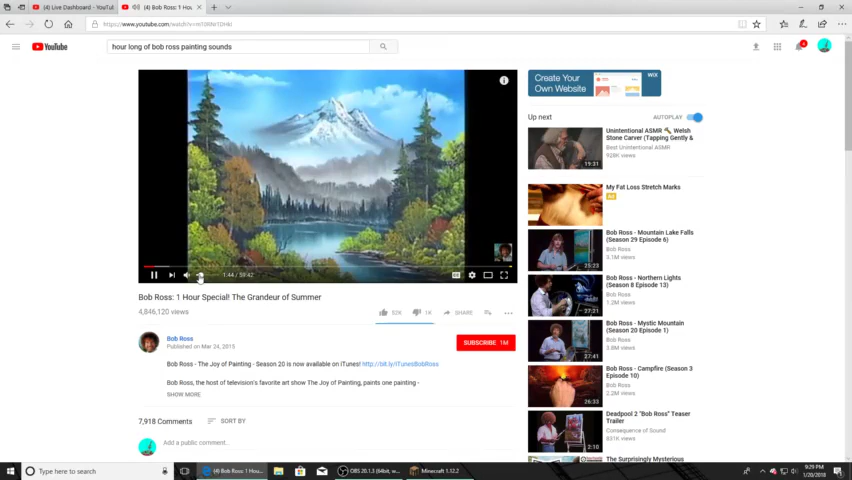 (4) Live Dashboard - YouTu
(4) Bob Ross: 1 Hou
https://www.youtube.com/watch?v=
YouTube
hour long of bob ross painting sounds
4
Create Your
Own Website
WIX
Up next
AUTOPLAY
Unintentional ASMR Welsh
Stone Carver (Tapping Gently &
Best Unintentional ASMR
928K views
19:31
My Fat Loss Stretch Marks
Ad
Bob Ross - Mountain Lake Falls
(Season 29 Episode 6)
Bob Ross
3.1M views
25:23
Bob Ross - Northern Lights
(Season 8 Episode 13)
Bob Ross
1.2M views
27:21
Bob Ross - Mystic Mountain
(Season 20 Episode 1)
Bob Ross
3.8M views
27:41
Bob Ross - Campfire (Season 3
Episode 10)
Bob Ross
2.2M views
26:33
Deadpool 2 "Bob Ross" Teaser
Trailer
Consequence of Sound
831K views
2:10
The Surprisingly Mysterious
1:44 / 58:42
Bob Ross: 1 Hour Special! The Grandeur of Summer
4,846,120 views
52K
1K
SHARE
Bob Ross
Published on Mar 24, 2015
SUBSCRIBE 1M
Bob Ross - The Joy of Painting - Season 20 is now available on iTunes! http://bit.ly/iTunesBobRoss
Bob Ross, the host of television's favorite art show The Joy of Painting, paints one painting -
SHOW MORE
7,918 Comments
SORT BY
Add a public comment...
Type here to search
(4) Bob Ross: 1 Hou...
OBS 20.1.3 (64bit, w...
Minecraft 1.12.2
9:29 PM
1/20/2018